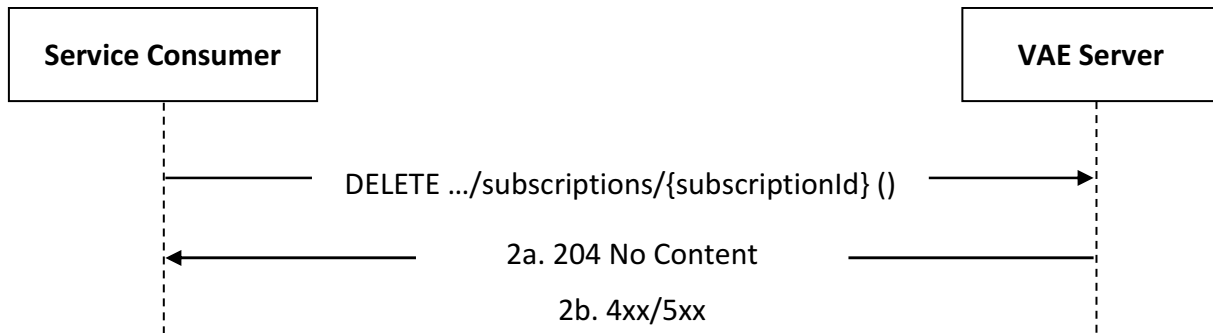 Service Consumer
VAE Server
DELETE .../subscriptions/{subscriptionId} ()
2a. 204 No Content
2b. 4xx/5xx